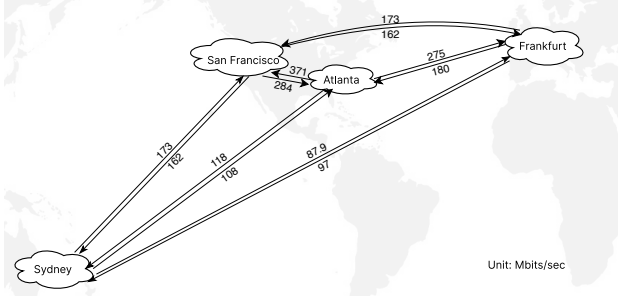 173
162
Frankfurt
San Francisco
371
284
Atlanta
275
180
173
162
118
108
87.9
97
Sydney
Unit: Mbits/sec